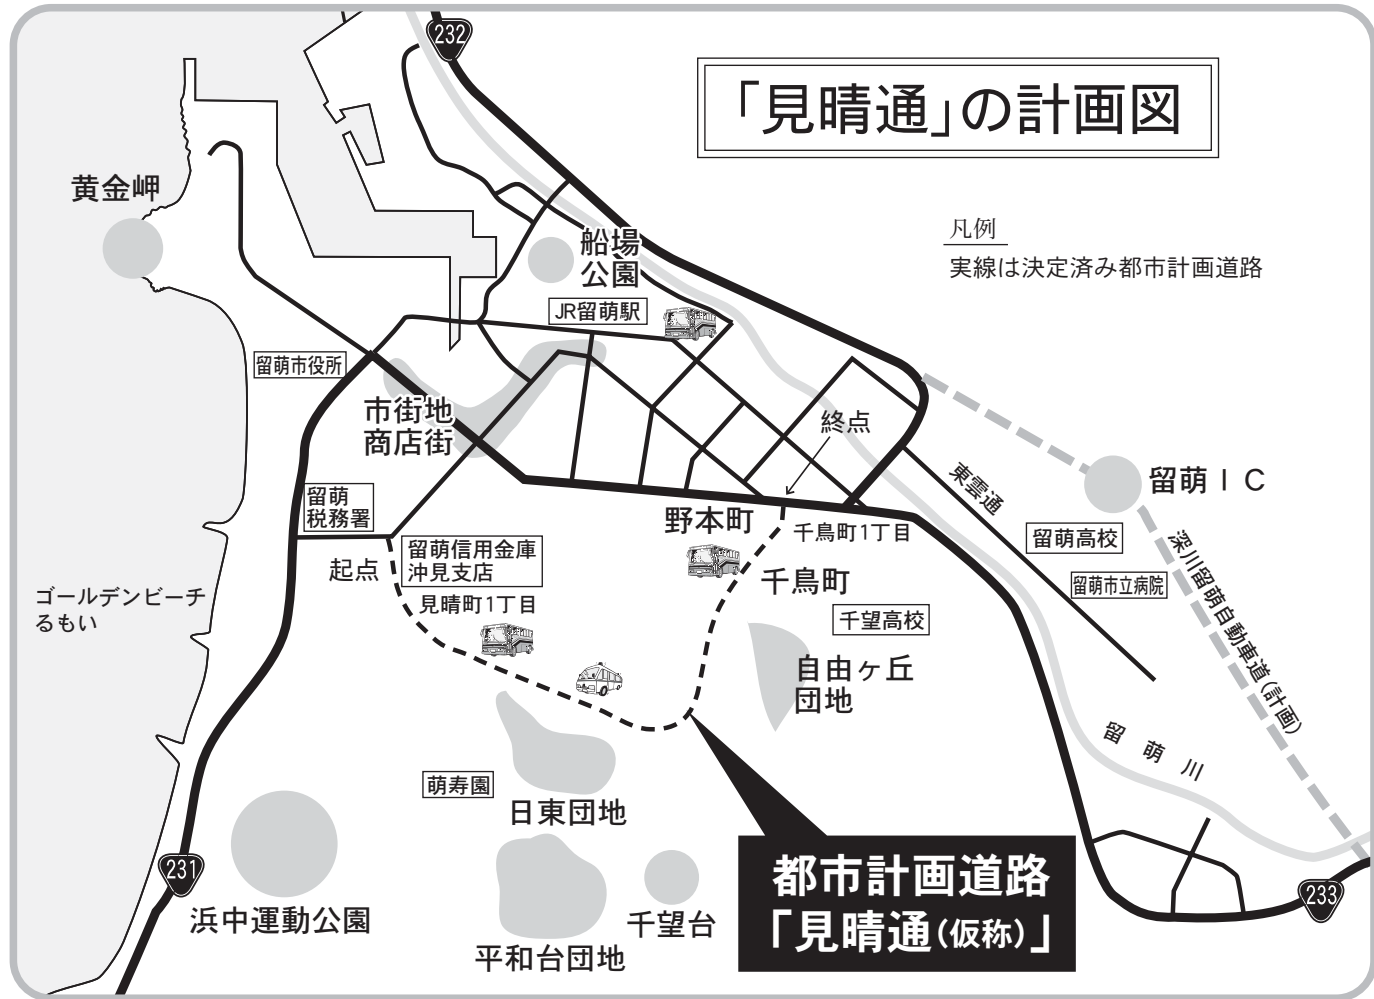 232
「見晴通」の計画図
黄金岬
凡例
実線は決定済み都市計画道路
船場
公園
JR留萌駅
留萌市役所
市街地
商店街
終点
留萌IC
東雲通
留萌
税務署
野本町
千鳥町1丁目
留萌高校
起点
留萌信用金庫
沖見支店
千鳥町
留萌市立病院
深川留萌自動車道(計画)
ゴールデンビーチ
るもい
見晴町1丁目
千望高校
自由ヶ丘
団地
留萌川
萌寿園
日東団地
231
都市計画道路
「見晴通(仮称)」
233
浜中運動公園
千望台
平和台団地